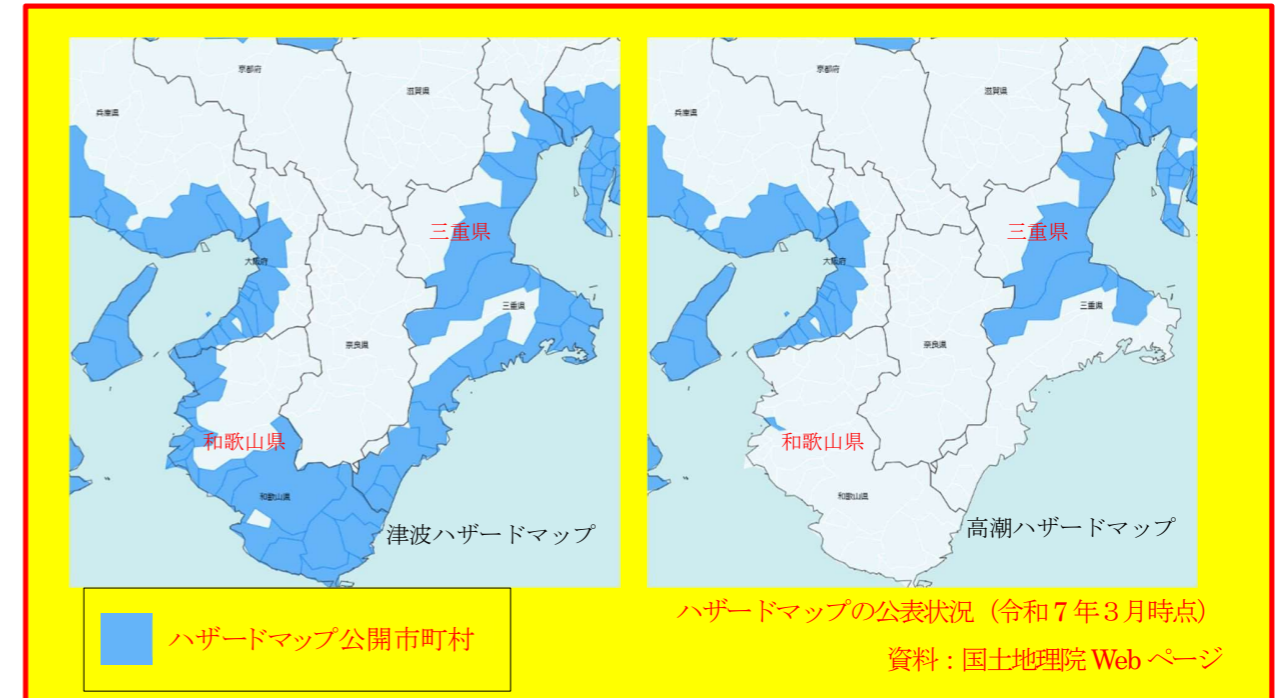 京都府
滋賀県
兵庫県
三重県
大阪府
三重県
奈良県
和歌山県
和歌山県
津波ハザードマップ
京都府
滋賀県
兵庫県
三重県
大阪府
三重県
奈良県
和歌山県
和歌山県
高潮ハザードマップ
ハザードマップ公開市町村
ハザードマップの公表状況（令和７年３月時点）
資料：国土地理院 Web ページ